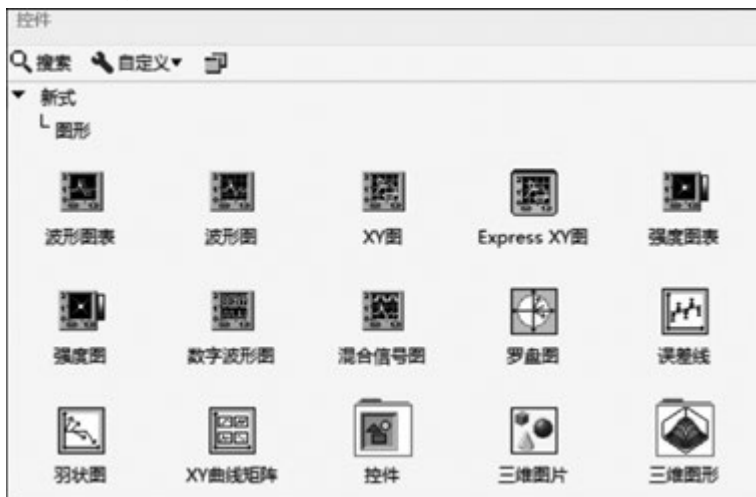 控件
搜索 自定义▼
▼ 新式
└ 图形
波形图表 波形图 XY图 Express XY图 强度图表
强度图 数字波形图 混合信号图 罗盘图 误差线
羽状图 XY曲线矩阵 控件 三维图片 三维图形